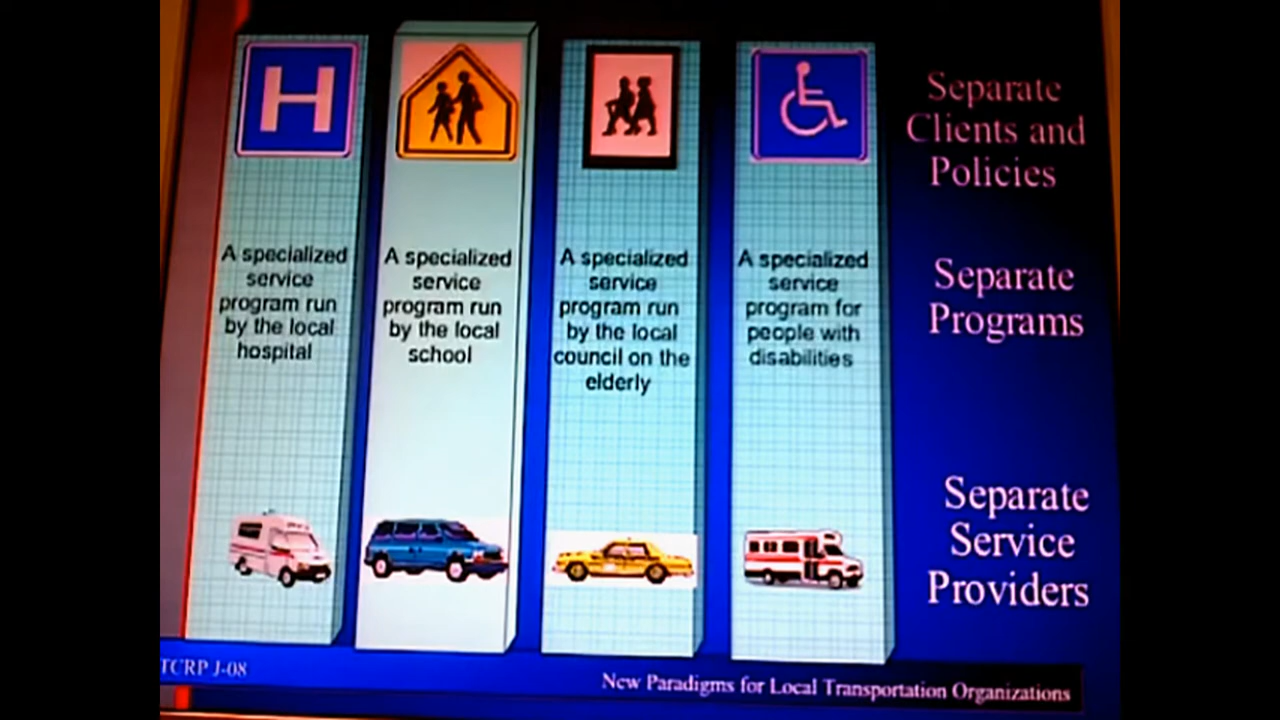 H
A specialized
service
program run
by the local
hospital
A specialized
service
program run
by the local
school
A specialized
service
program run
by the local
council on the
elderly
A specialized
service
program for
people with
disabilities
Separate
Clients and
Policies
Separate
Programs
Separate
Service
Providers
TCRP J-08
New Paradigms for Local Transportation Organizations